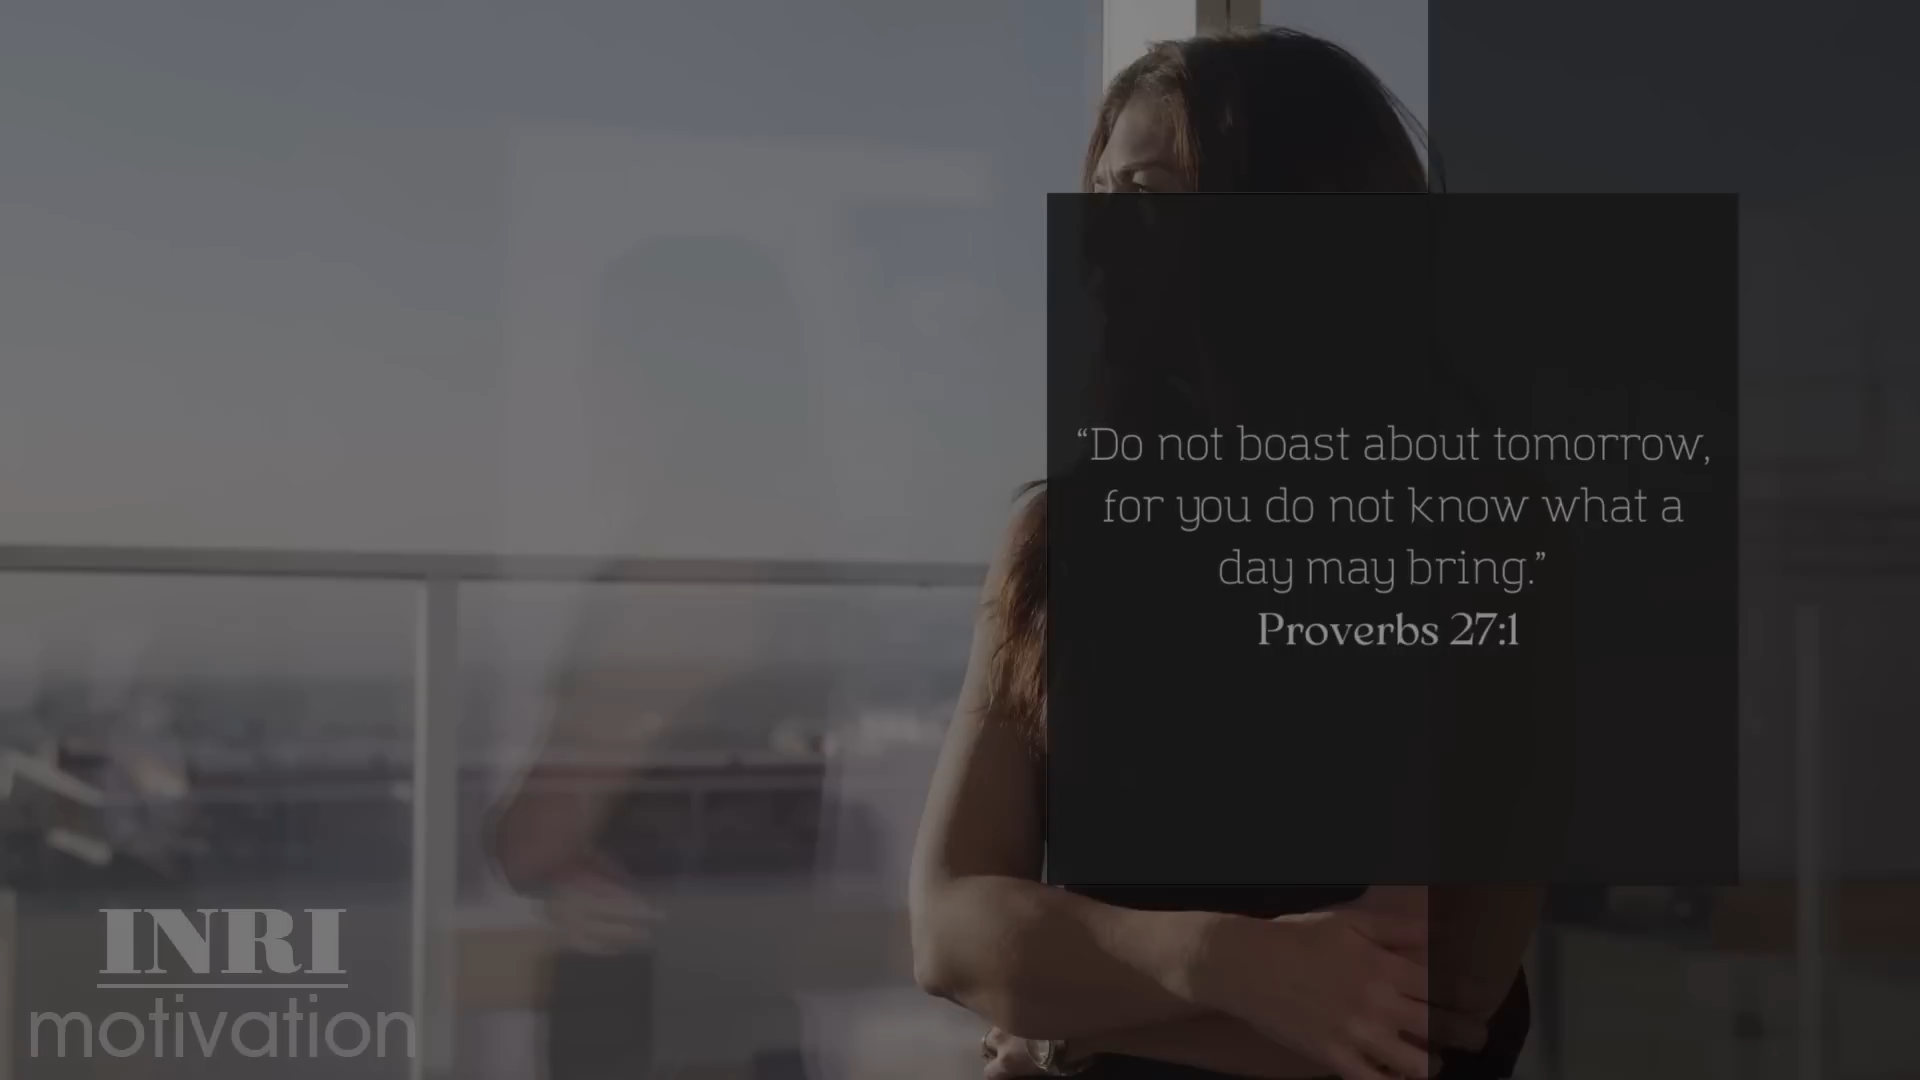 “Do not boast about tomorrow,
for you do not know what a
day may bring.”
Proverbs 27:1
INRI
motivation